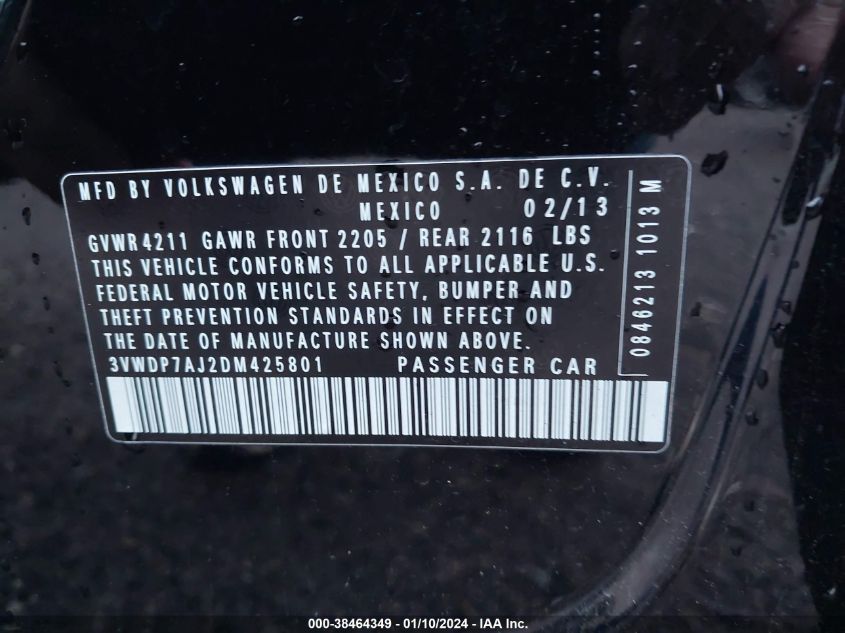 MFD BY VOLKSWAGEN DE MEXICO S.A. DE C.V.
MEXICO 02/13
GVWR 4211 GAWR FRONT 2205 / REAR 2116 LBS
THIS VEHICLE CONFORMS TO ALL APPLICABLE U.S.
FEDERAL MOTOR VEHICLE SAFETY, BUMPER AND
THEFT PREVENTION STANDARDS IN EFFECT ON
THE DATE OF MANUFACTURE SHOWN ABOVE.
3VWDP7AJ2DM425801 PASSENGER CAR
0846213 1013 M
000-38464349 - 01/10/2024 - IAA Inc.